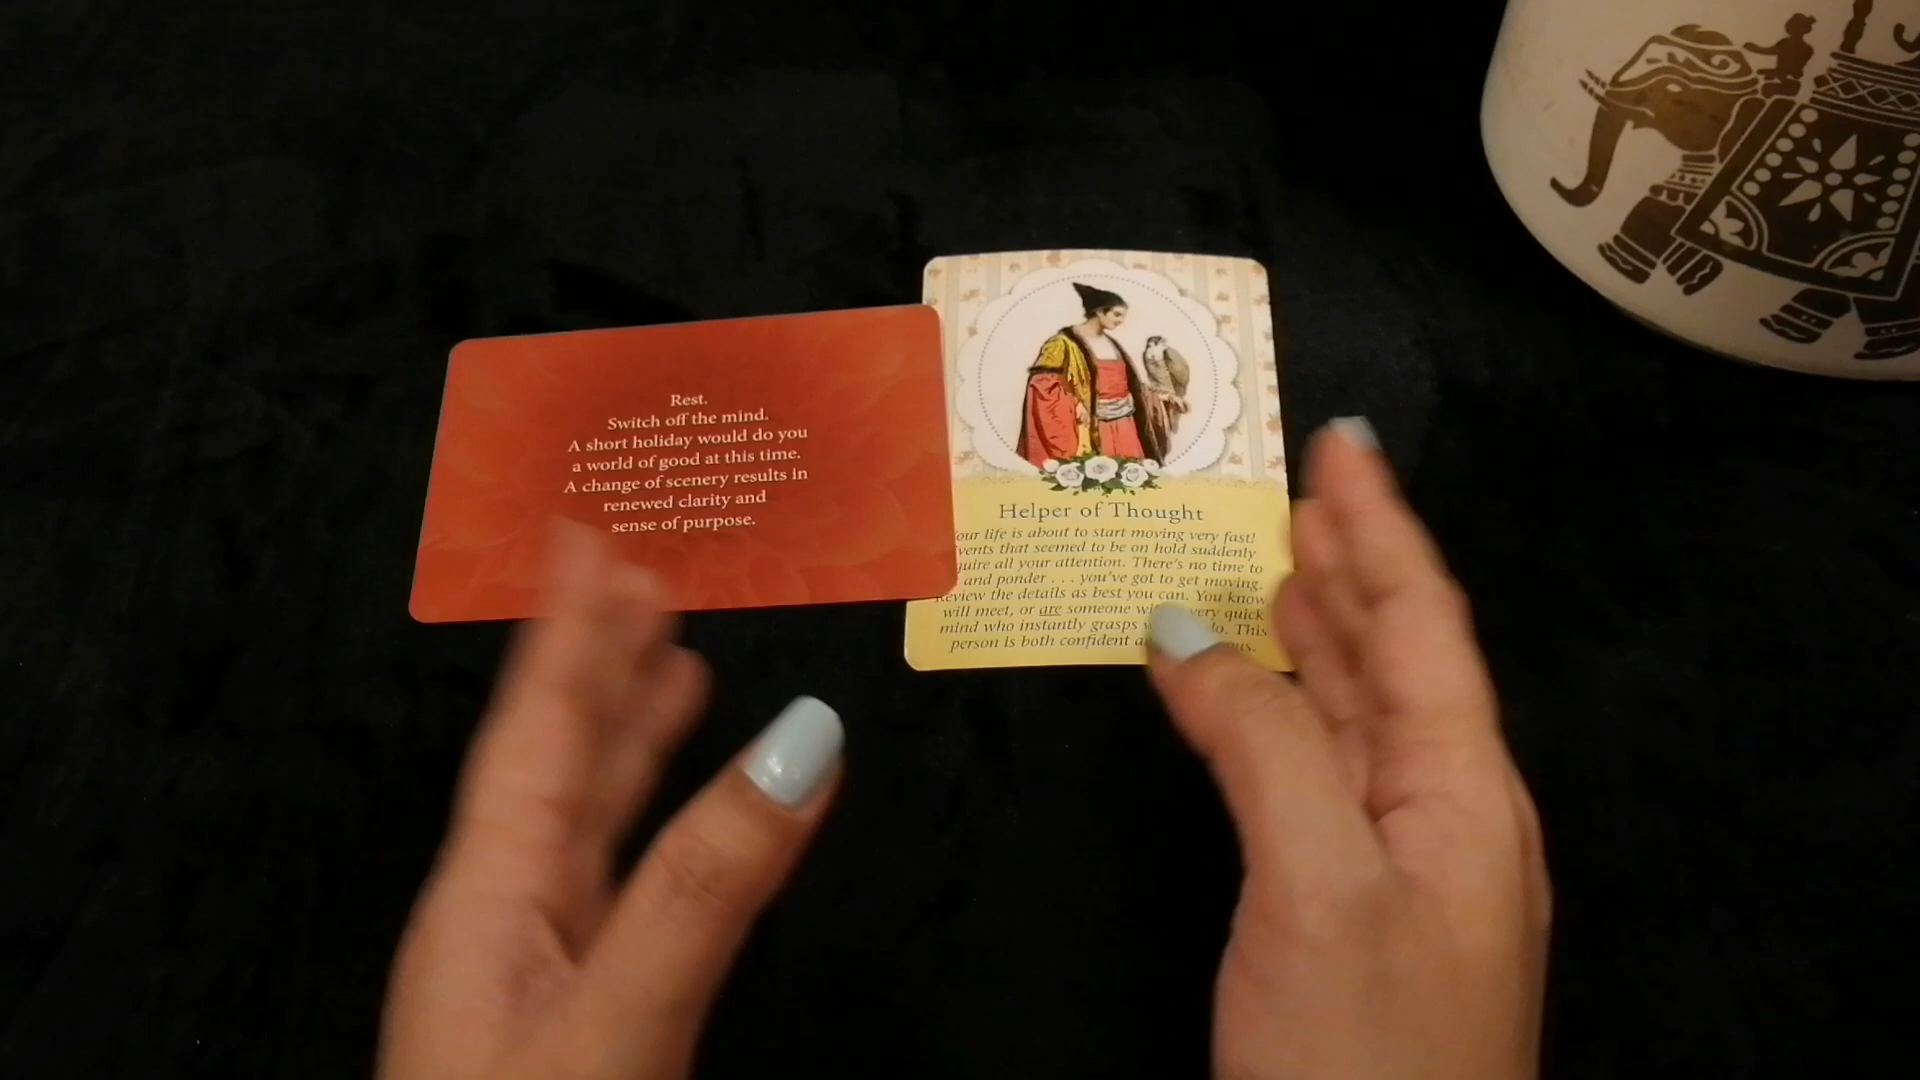 Rest.
Switch off the mind.
A short holiday would do you
a world of good at this time.
A change of scenery results in
renewed clarity and
sense of purpose.
Helper of Thought
our life is about to start moving very fast!
vents that seemed to be on hold suddenly
quire all your attention. There's no time to
and ponder . . . you've got to get moving.
Review the details as best you can. You know,
will meet, or are someone very quick
mind who instantly grasps This
person is both confident